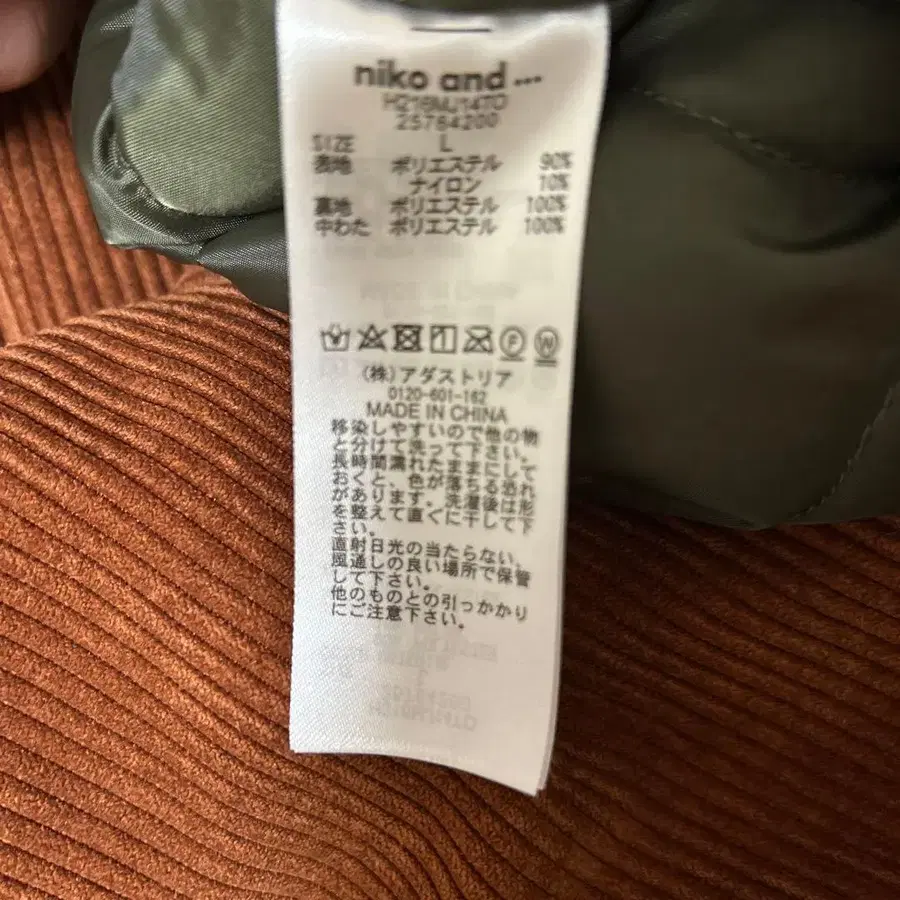 niko and ...
H216MU14TO
25764200
SIZE L
表地 ポリエステル 90%
ナイロン 10%
裏地 ポリエステル 100%
中わた ポリエステル 100%
F W
(株)アダストリア
0120-601-162
MADE IN CHINA
移染しやすいので他の物
と分けて洗って下さい。
長時間濡れたままにして
おくと、色が落ちる恐れ
があります。洗濯後は形
を整えて直ぐに干して下
さい。
直射日光の当たらない、
風通しの良い場所で保管
して下さい。
他のものとの引っかかり
にご注意下さい。